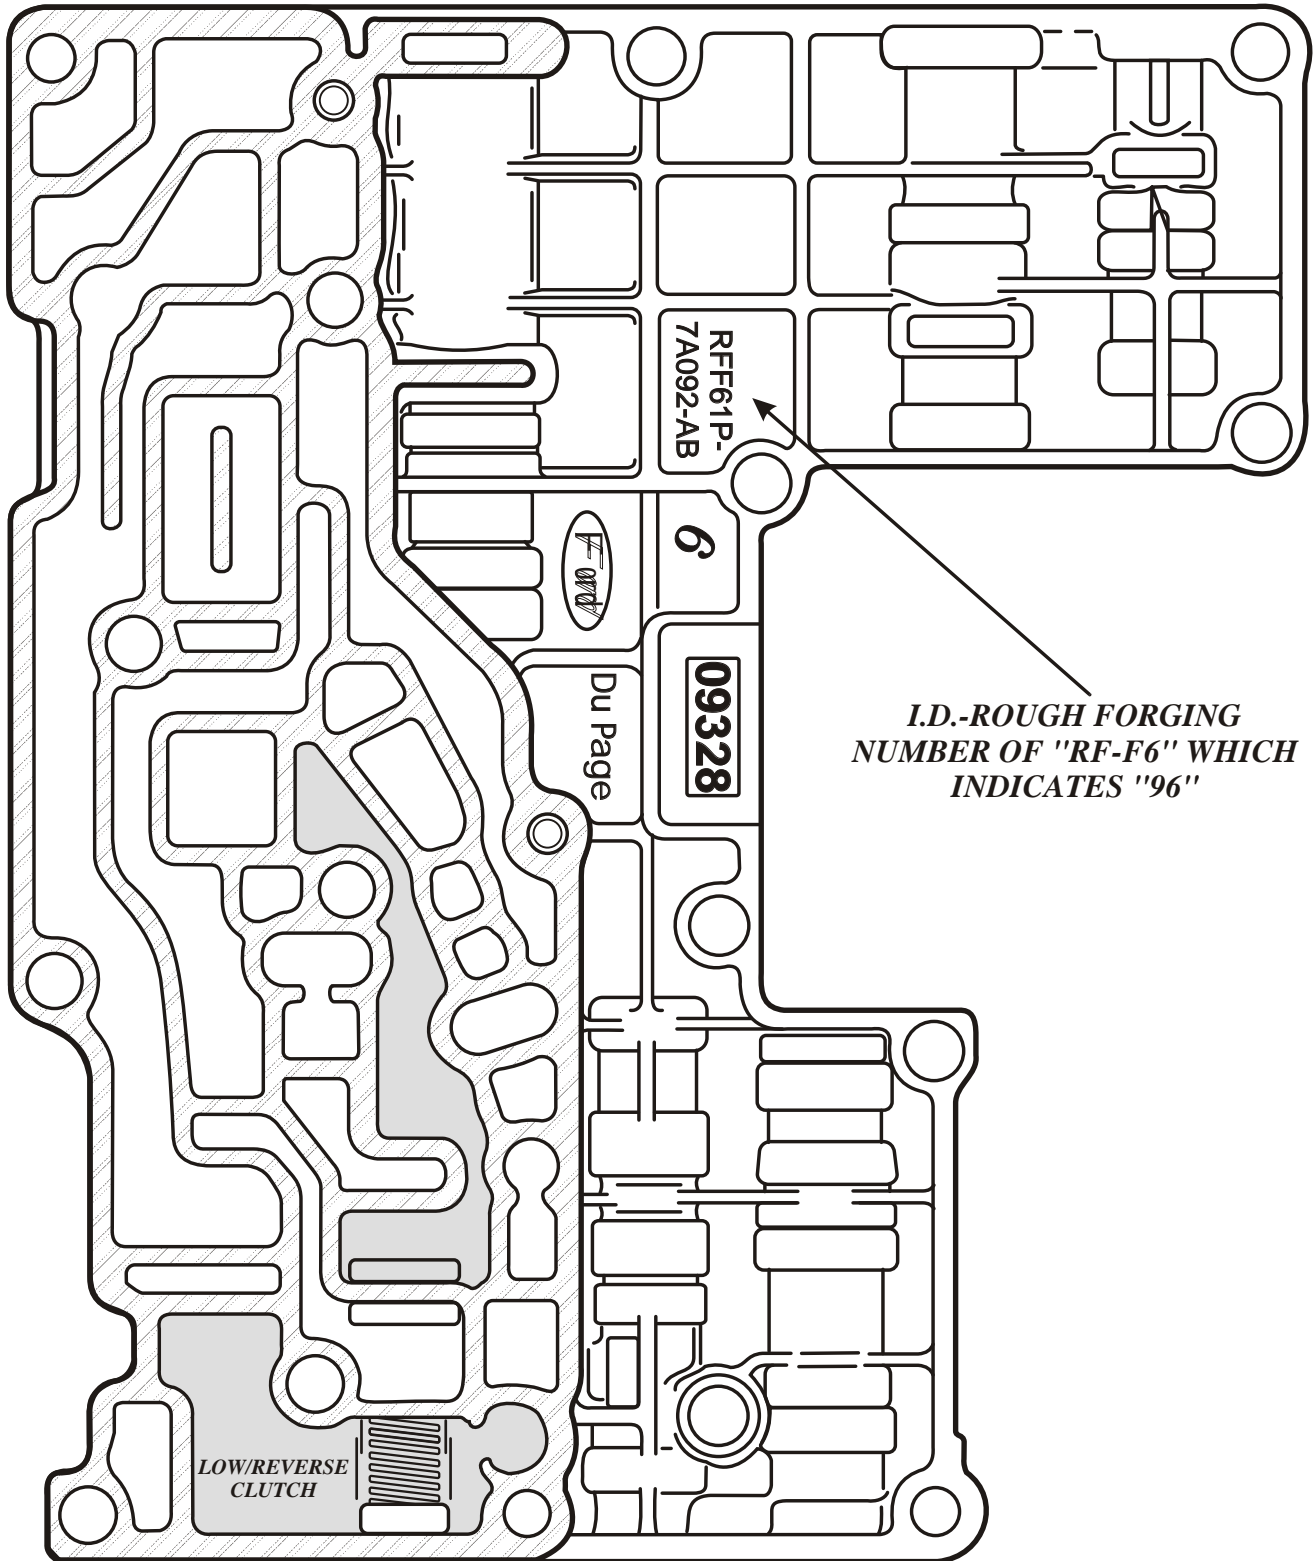 RFF61P-
7A092-AB
6
Ford
09328
Du Page
I.D.-ROUGH FORGING
NUMBER OF "RF-F6" WHICH
INDICATES "96"
LOW/REVERSE
CLUTCH